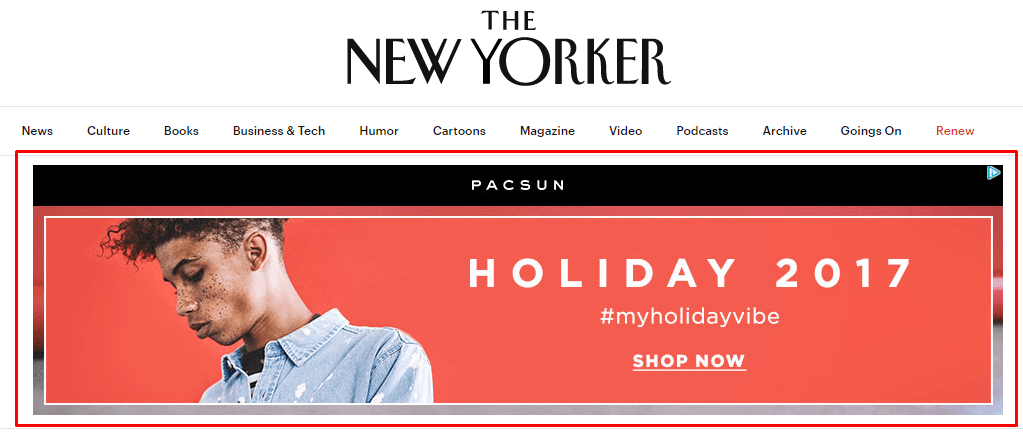 THE
NEW YORKER
News Culture Books Business & Tech Humor Cartoons Magazine Video Podcasts Archive Goings On Renew
PACSUN
HOLIDAY 2017
#myholidayvibe
SHOP NOW